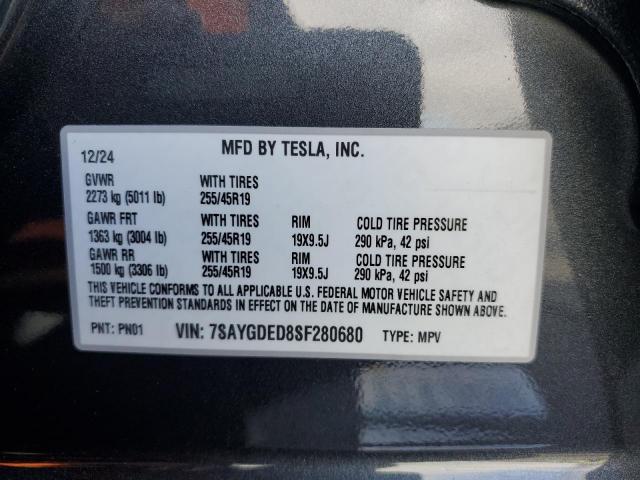 MFD BY TESLA, INC.
12/24
GVWR WITH TIRES
2273 kg (5011 lb) 255/45R19
GAWR FRT WITH TIRES RIM COLD TIRE PRESSURE
1363 kg (3004 lb) 255/45R19 19X9.5J 290 kPa, 42 psi
GAWR RR WITH TIRES RIM COLD TIRE PRESSURE
1500 kg (3306 lb) 255/45R19 19X9.5J 290 kPa, 42 psi
THIS VEHICLE CONFORMS TO ALL APPLICABLE U.S. FEDERAL MOTOR VEHICLE SAFETY AND
THEFT PREVENTION STANDARDS IN EFFECT ON THE DATE OF MANUFACTURE SHOWN ABOVE.
PNT: PN01 VIN: 7SAYGDED8SF280680 TYPE: MPV